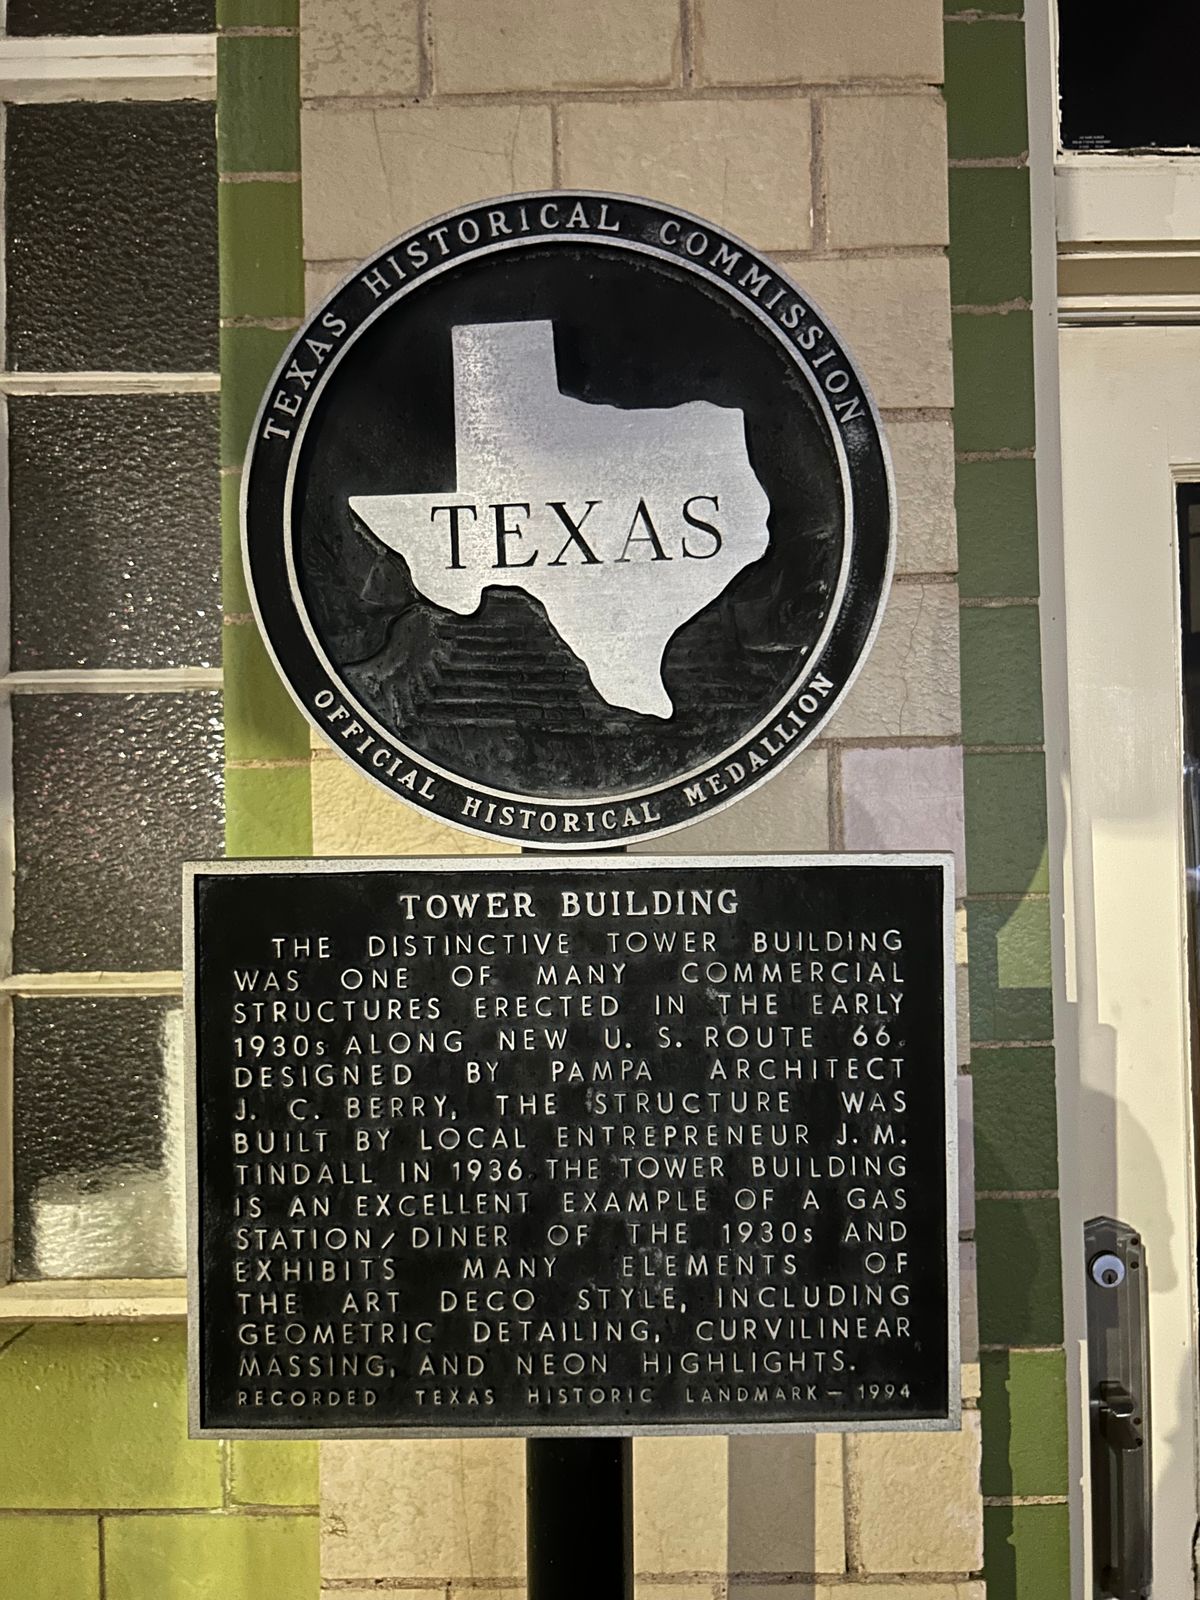 TEXAS HISTORICAL COMMISSION
TEXAS
OFFICIAL HISTORICAL MEDALLION
TOWER BUILDING
THE DISTINCTIVE TOWER BUILDING
WAS ONE OF MANY COMMERCIAL
STRUCTURES ERECTED IN THE EARLY
1930s ALONG NEW U. S. ROUTE 66.
DESIGNED BY PAMPA ARCHITECT
J. C. BERRY, THE STRUCTURE WAS
BUILT BY LOCAL ENTREPRENEUR J. M.
TINDALL IN 1936. THE TOWER BUILDING
IS AN EXCELLENT EXAMPLE OF A GAS
STATION/DINER OF THE 1930s AND
EXHIBITS MANY ELEMENTS OF
THE ART DECO STYLE, INCLUDING
GEOMETRIC DETAILING, CURVILINEAR
MASSING, AND NEON HIGHLIGHTS.
RECORDED TEXAS HISTORIC LANDMARK – 1994